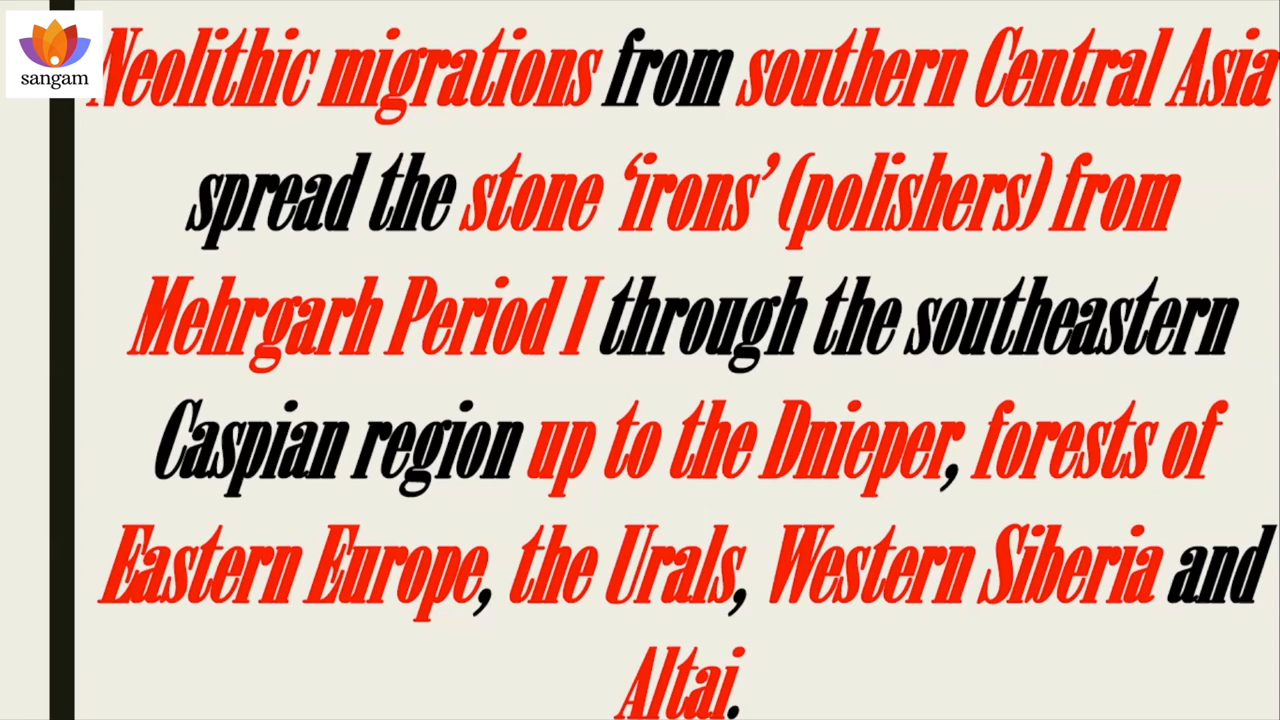 sangam
Neolithic migrations from southern Central Asia
spread the stone ‘irons’ (polishers) from
Mehrgarh Period I through the southeastern
Caspian region up to the Dnieper, forests of
Eastern Europe, the Urals, Western Siberia and
Altai.